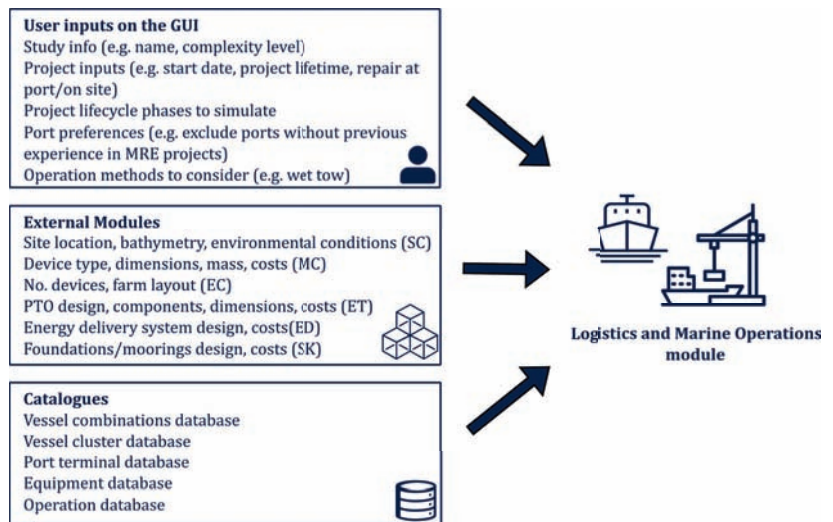 User inputs on the GUI
Study info (e.g. name, complexity level)
Project inputs (e.g. start date, project lifetime, repair at
port/on site)
Project lifecycle phases to simulate
Port preferences (e.g. exclude ports without previous
experience in MRE projects)
Operation methods to consider (e.g. wet tow)
External Modules
Site location, bathymetry, environmental conditions (SC)
Device type, dimensions, mass, costs (MC)
No. devices, farm layout (EC)
PTO design, components, dimensions, costs (ET)
Energy delivery system design, costs(ED)
Foundations/moorings design, costs (SK)
Catalogues
Vessel combinations database
Vessel cluster database
Port terminal database
Equipment database
Operation database
Logistics and Marine Operations
module